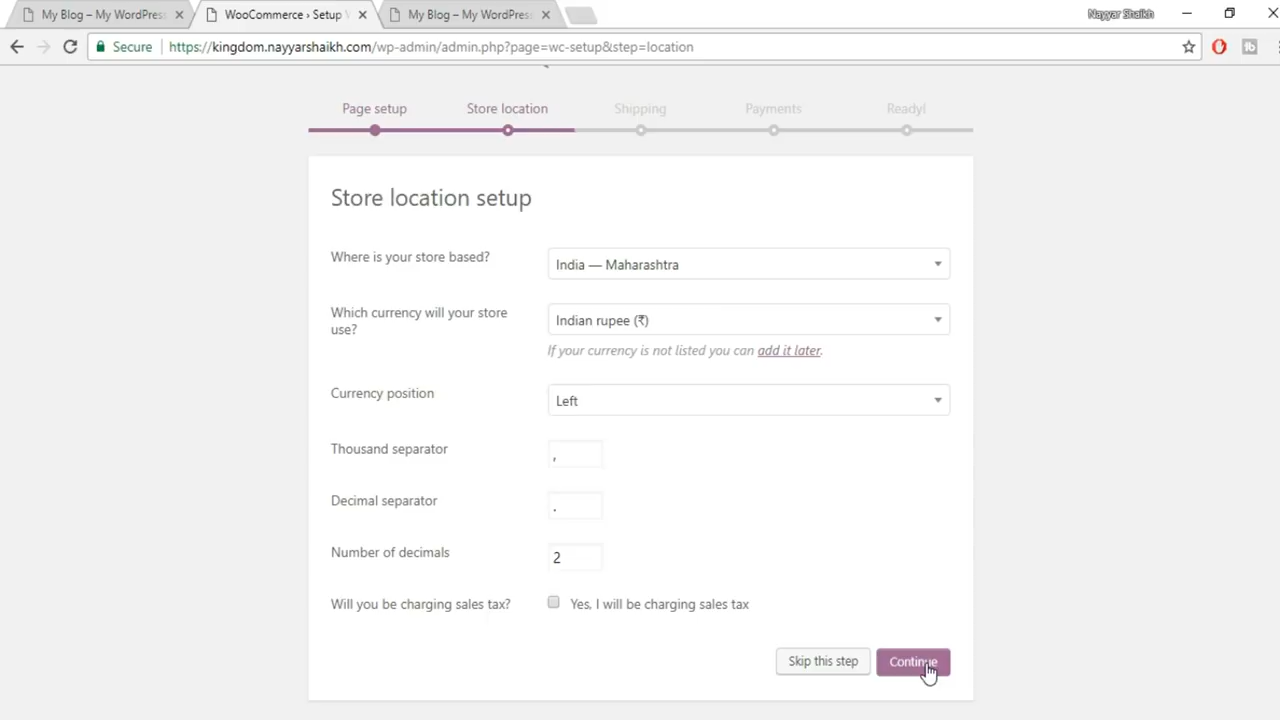 My Blog – My WordPress
WooCommerce › Setup
My Blog – My WordPress
Nayyar Shaikh
Secure
https://kingdom.nayyarshaikh.com/wp-admin/admin.php?page=wc-setup&step=location
Page setup
Store location
Shipping
Payments
Ready!
Store location setup
Where is your store based?
India — Maharashtra
Which currency will your store
use?
Indian rupee (₹)
If your currency is not listed you can add it later.
Currency position
Left
Thousand separator
,
Decimal separator
.
Number of decimals
2
Will you be charging sales tax?
Yes, I will be charging sales tax
Skip this step
Continue